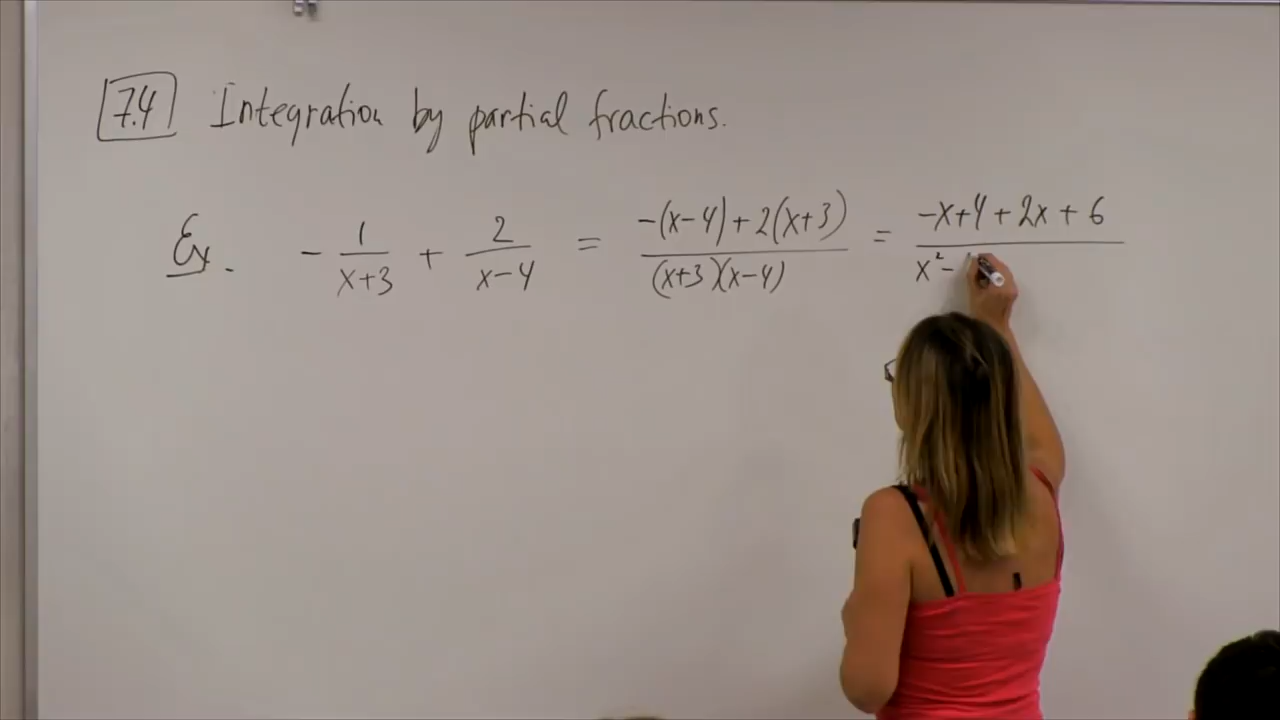 7.4 Integration by partial fractions.
Ex. - 1/(x+3) + 2/(x-4) = (-(x-4)+2(x+3))/((x+3)(x-4)) = (-x+4+2x+6)/(x² -